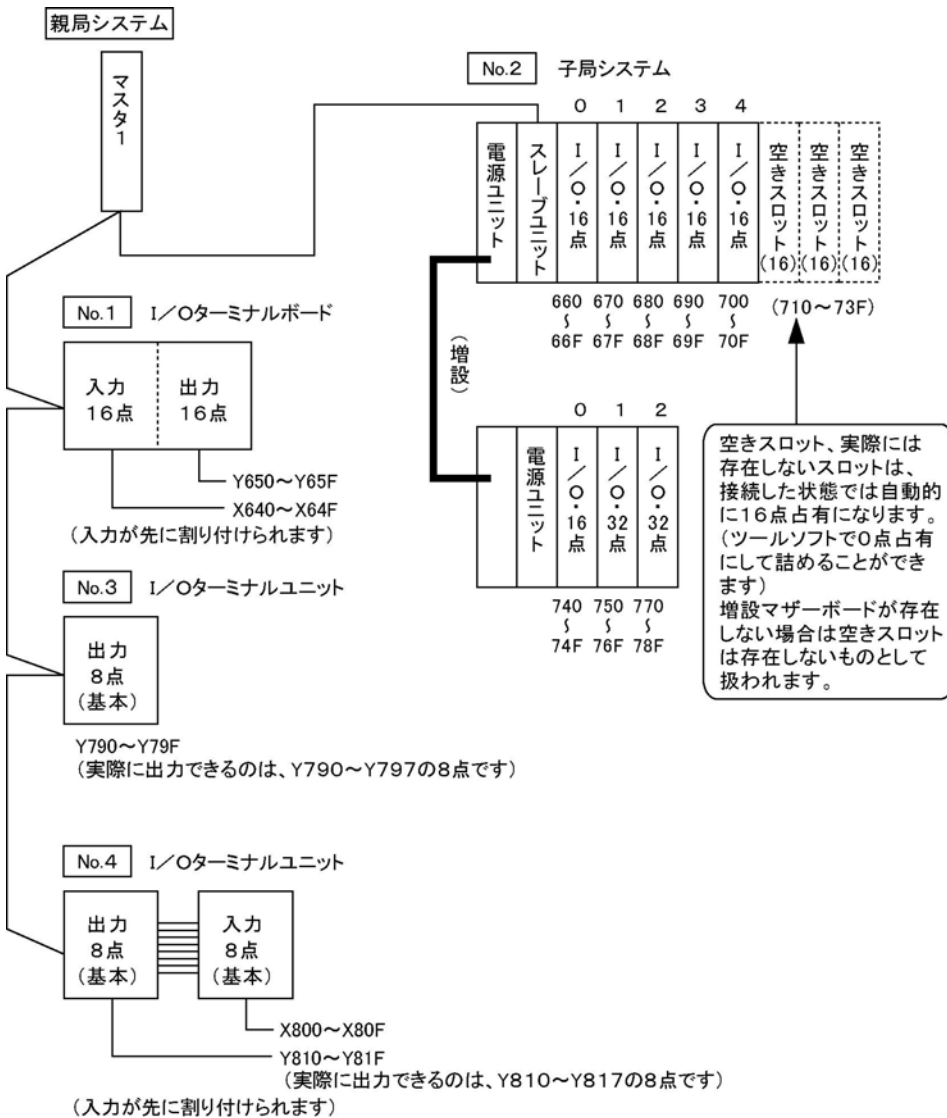 親局システム
マスタ1
No.1 I/Oターミナルボード
入力
16点
出力
16点
Y650～Y65F
X640～X64F
(入力が先に割り付けられます)
No.3 I/Oターミナルユニット
出力
8点
(基本)
Y790～Y79F
(実際に出力できるのは、Y790～Y797の8点です)
No.4 I/Oターミナルユニット
出力
8点
(基本)
入力
8点
(基本)
X800～X80F
Y810～Y81F
(実際に出力できるのは、Y810～Y817の8点です)
(入力が先に割り付けられます)
No.2 子局システム
0 1 2 3 4
電源ユニット
スレーブユニット
I/O・16点
I/O・16点
I/O・16点
I/O・16点
I/O・16点
空きスロット(16)
空きスロット(16)
空きスロット(16)
660 670 680 690 700
～ ～ ～ ～ ～
66F 67F 68F 69F 70F
(710～73F)
(増設)
0 1 2
電源ユニット
I/O・16点
I/O・32点
I/O・32点
740 750 770
～ ～ ～
74F 76F 78F
空きスロット、実際には
存在しないスロットは、
接続した状態では自動的
に16点占有になります。
(ツールソフトで0点占有
にして詰めることができ
ます)
増設マザーボードが存在
しない場合は空きスロット
は存在しないものとして
扱われます。